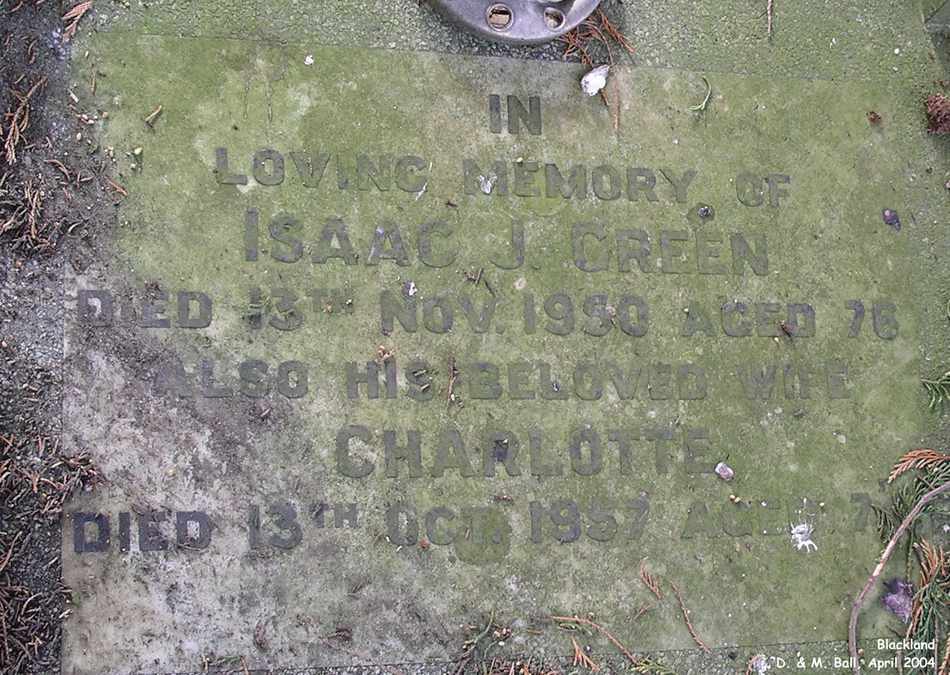 IN
LOVING MEMORY OF
ISAAC J. GREEN
DIED 13TH NOV. 1950 AGED 76
ALSO HIS BELOVED WIFE
CHARLOTTE
DIED 13TH OCT. 1957 AGED
Blackland
D. & M. Ball April 2004